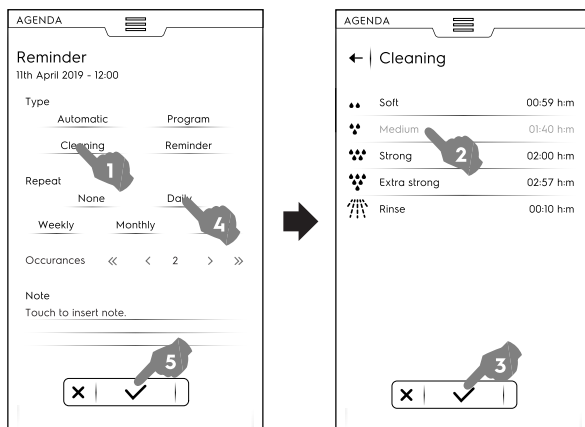 AGENDA
Reminder
11th April 2019 - 12:00
Type
Automatic Program
Cleaning Reminder
1
Repeat
None Daily
4
Weekly Monthly
Occurances « < 2 > »
Note
Touch to insert note.
5
AGENDA
Cleaning
Soft 00:59 h:m
Medium 01:40 h:m
2
Strong 02:00 h:m
Extra strong 02:57 h:m
Rinse 00:10 h:m
3